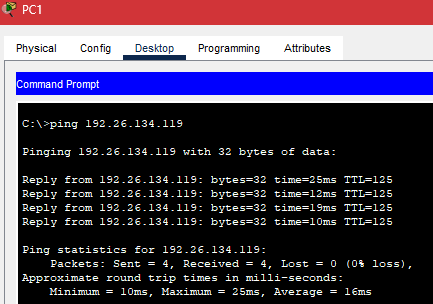 PC1
Physical Config Desktop Programming Attributes
Command Prompt
C:\>ping 192.26.134.119
Pinging 192.26.134.119 with 32 bytes of data:
Reply from 192.26.134.119: bytes=32 time=25ms TTL=125
Reply from 192.26.134.119: bytes=32 time=12ms TTL=125
Reply from 192.26.134.119: bytes=32 time=19ms TTL=125
Reply from 192.26.134.119: bytes=32 time=10ms TTL=125
Ping statistics for 192.26.134.119:
Packets: Sent = 4, Received = 4, Lost = 0 (0% loss),
Approximate round trip times in milli-seconds:
Minimum = 10ms, Maximum = 25ms, Average = 16ms